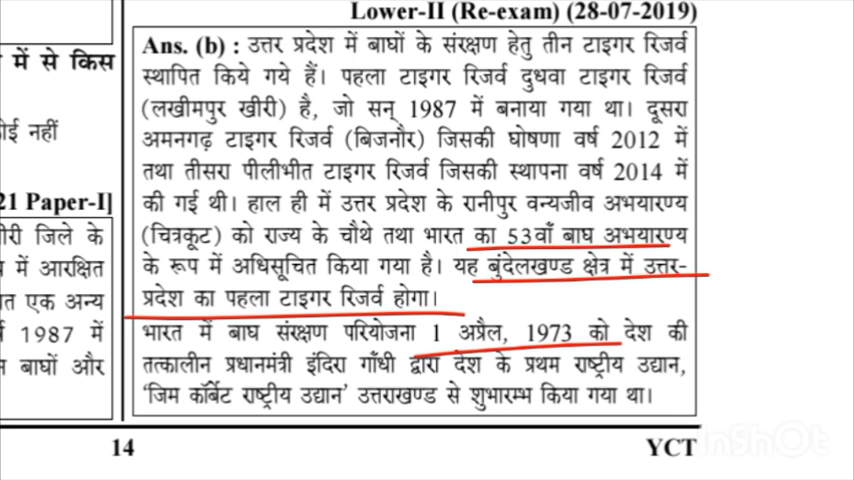 Lower-II (Re-exam) (28-07-2019)
में से किस
कोई नहीं
21 Paper-I]
ीरी जिले के
में आरक्षित
त एक अन्य
1987 में
बाघों और
Ans. (b) : उत्तर प्रदेश में बाघों के संरक्षण हेतु तीन टाइगर रिजर्व
स्थापित किये गये हैं। पहला टाइगर रिजर्व दुधवा टाइगर रिजर्व
(लखीमपुर खीरी) है, जो सन् 1987 में बनाया गया था। दूसरा
अमनगढ़ टाइगर रिजर्व (बिजनौर) जिसकी घोषणा वर्ष 2012 में
तथा तीसरा पीलीभीत टाइगर रिजर्व जिसकी स्थापना वर्ष 2014 में
की गई थी। हाल ही में उत्तर प्रदेश के रानीपुर वन्यजीव अभयारण्य
(चित्रकूट) को राज्य के चौथे तथा भारत का 53वाँ बाघ अभयारण्य
के रूप में अधिसूचित किया गया है। यह बुंदेलखण्ड क्षेत्र में उत्तर-
प्रदेश का पहला टाइगर रिजर्व होगा।
भारत में बाघ संरक्षण परियोजना 1 अप्रैल, 1973 को देश की
तत्कालीन प्रधानमंत्री इंदिरा गाँधी द्वारा देश के प्रथम राष्ट्रीय उद्यान,
'जिम कॉर्बेट राष्ट्रीय उद्यान' उत्तराखण्ड से शुभारम्भ किया गया था।
14
YCT
InShOt